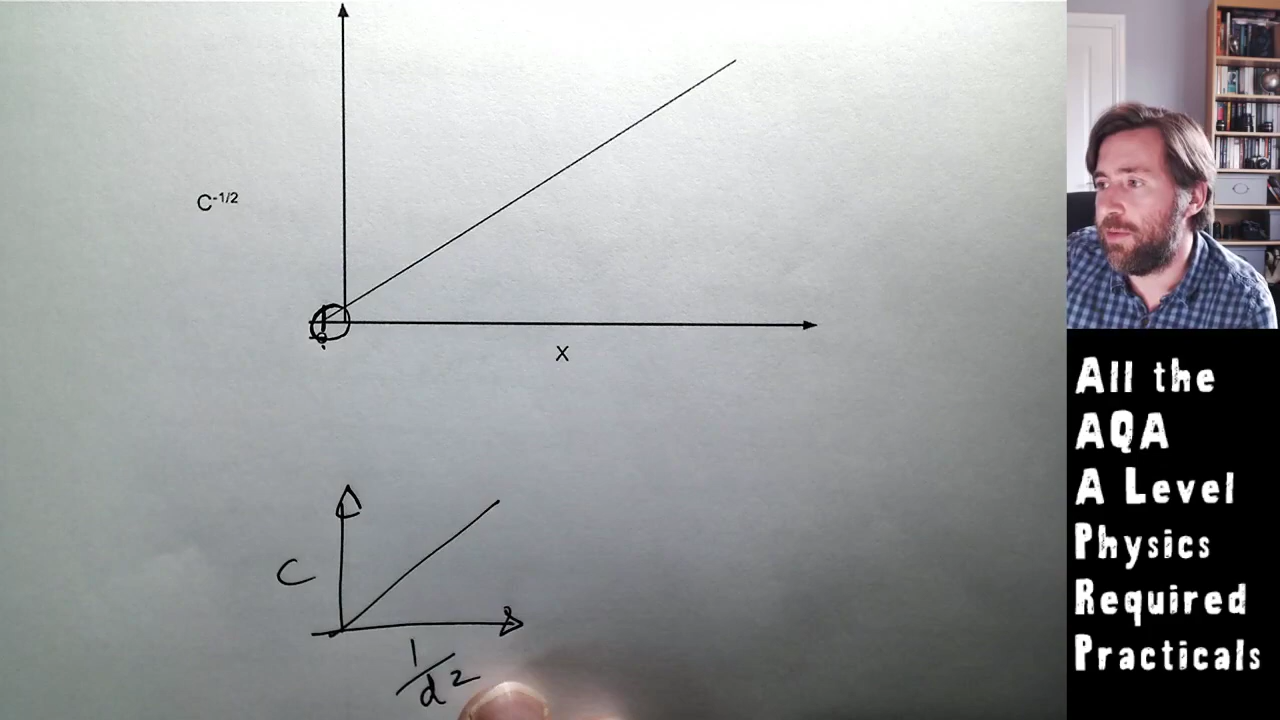 C-1/2
x
e
C
1/d2
All the
AQA
A Level
Physics
Required
Practicals